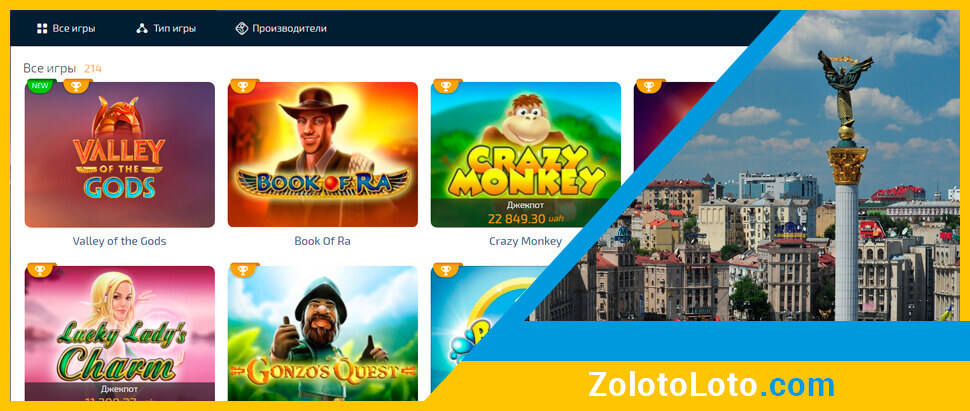 Все игры Тип игры Производители
Все игры 214
NEW
VALLEY
OF THE
GODS
BOOK OF RA
CRAZY
MONKEY
Джекпот
22 849.30 uah
Valley of the Gods Book Of Ra Crazy Monkey
Lucky Lady's
Charm
Джекпот
GONZO'S QUEST
ZolotoLoto.com